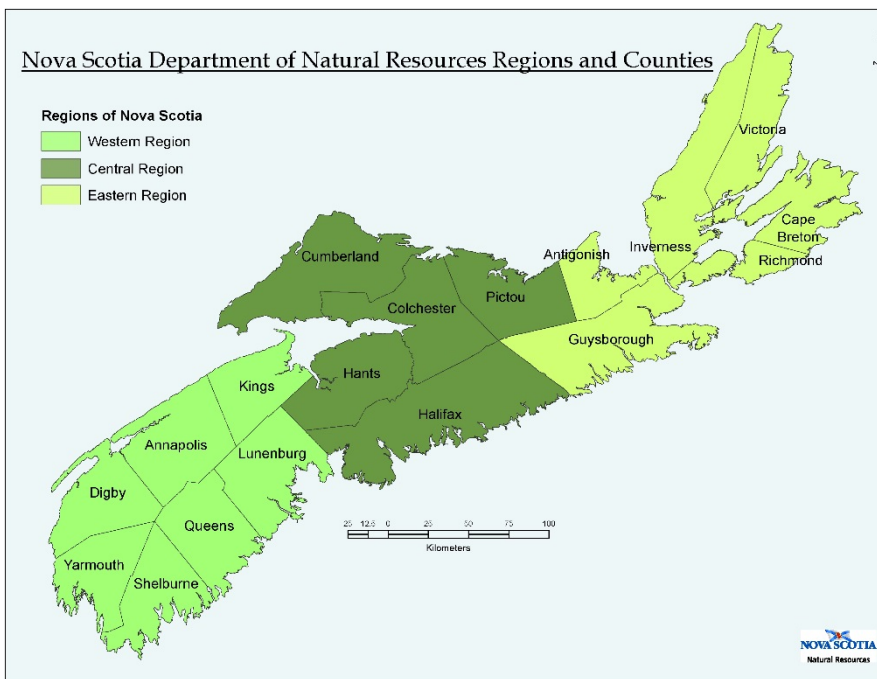 Nova Scotia Department of Natural Resources Regions and Counties
Regions of Nova Scotia
Western Region
Central Region
Eastern Region
Victoria
Cape
Breton
Inverness
Richmond
Antigonish
Cumberland
Pictou
Colchester
Guysborough
Hants
Kings
Halifax
Annapolis
Lunenburg
Digby
Queens
Yarmouth
Shelburne
25 12.5 0 25 50 75 100
Kilometers
NOVA SCOTIA
Natural Resources